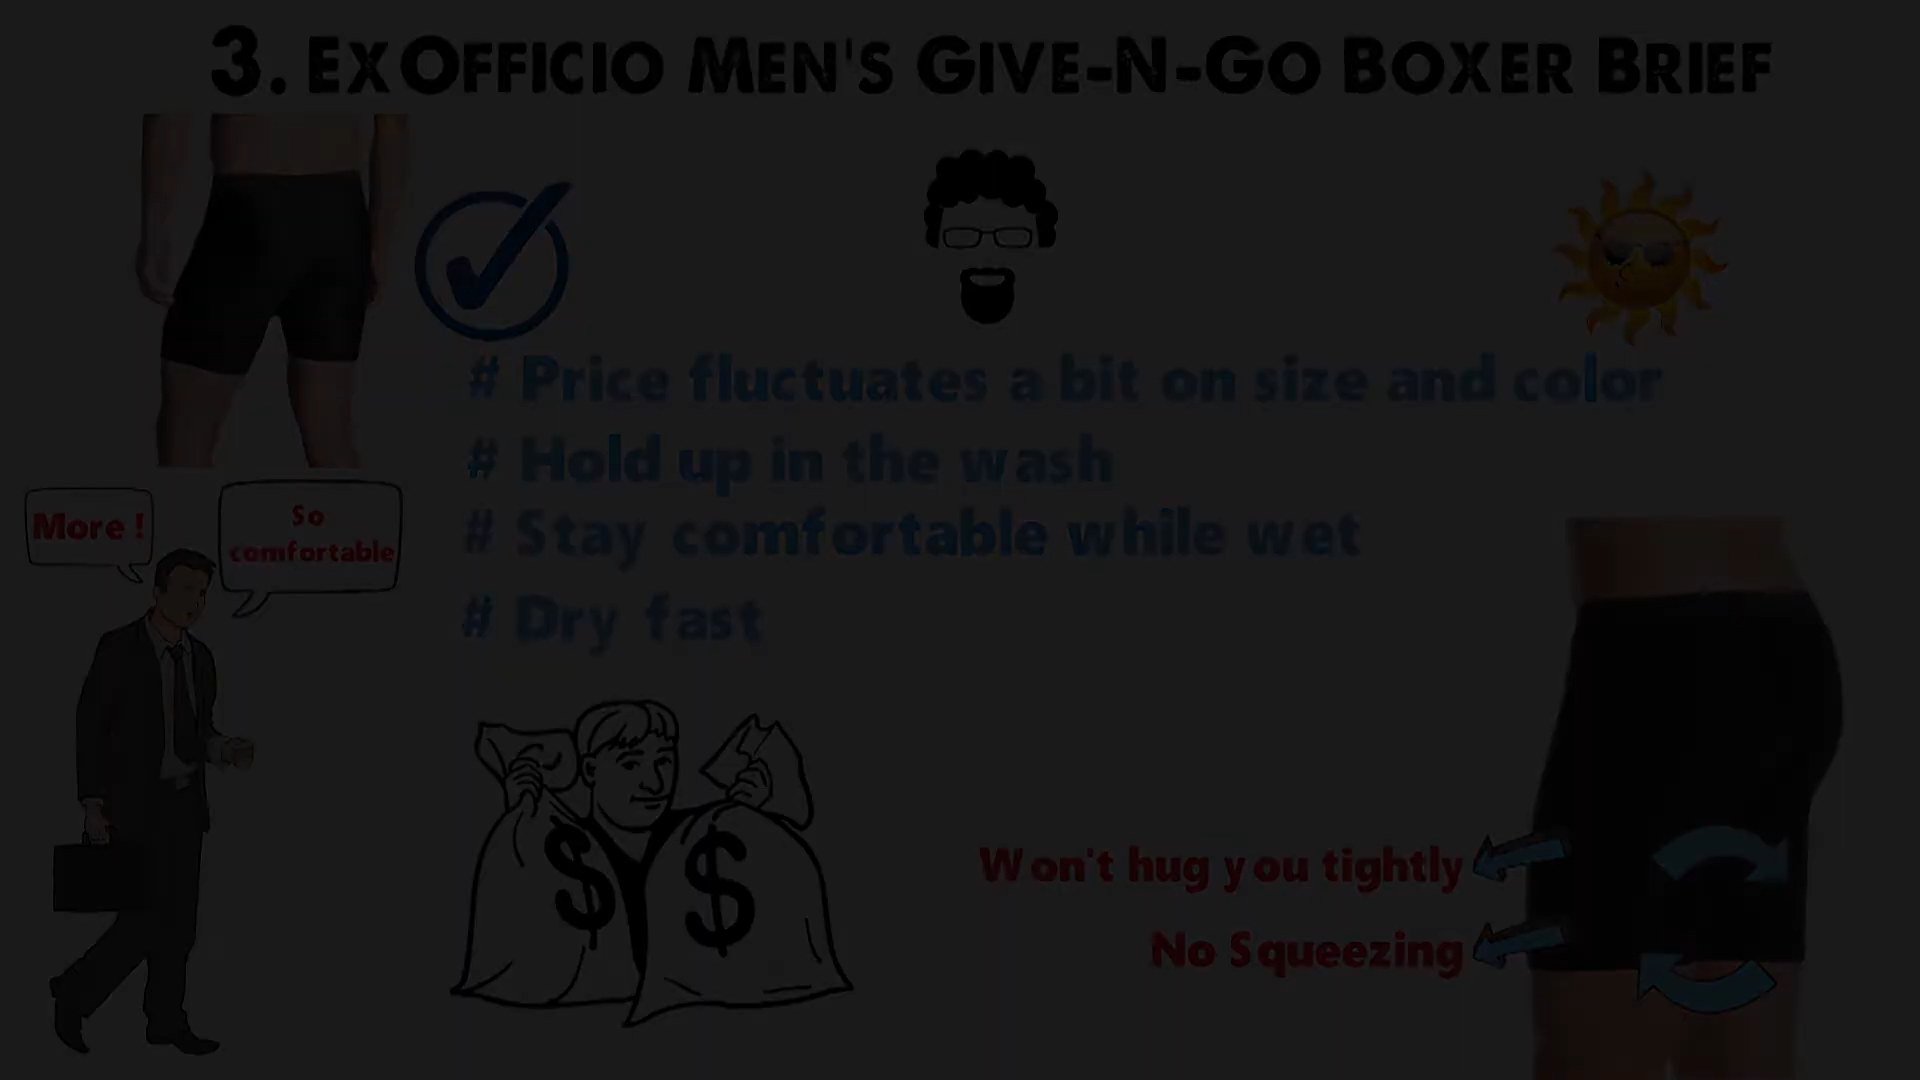 3. ExOfficio Men's Give-N-Go Boxer Brief
# Price fluctuates a bit on size and color
# Hold up in the wash
# Stay comfortable while wet
# Dry fast
More !
So
comfortable
$ $
Won't hug you tightly
No Squeezing